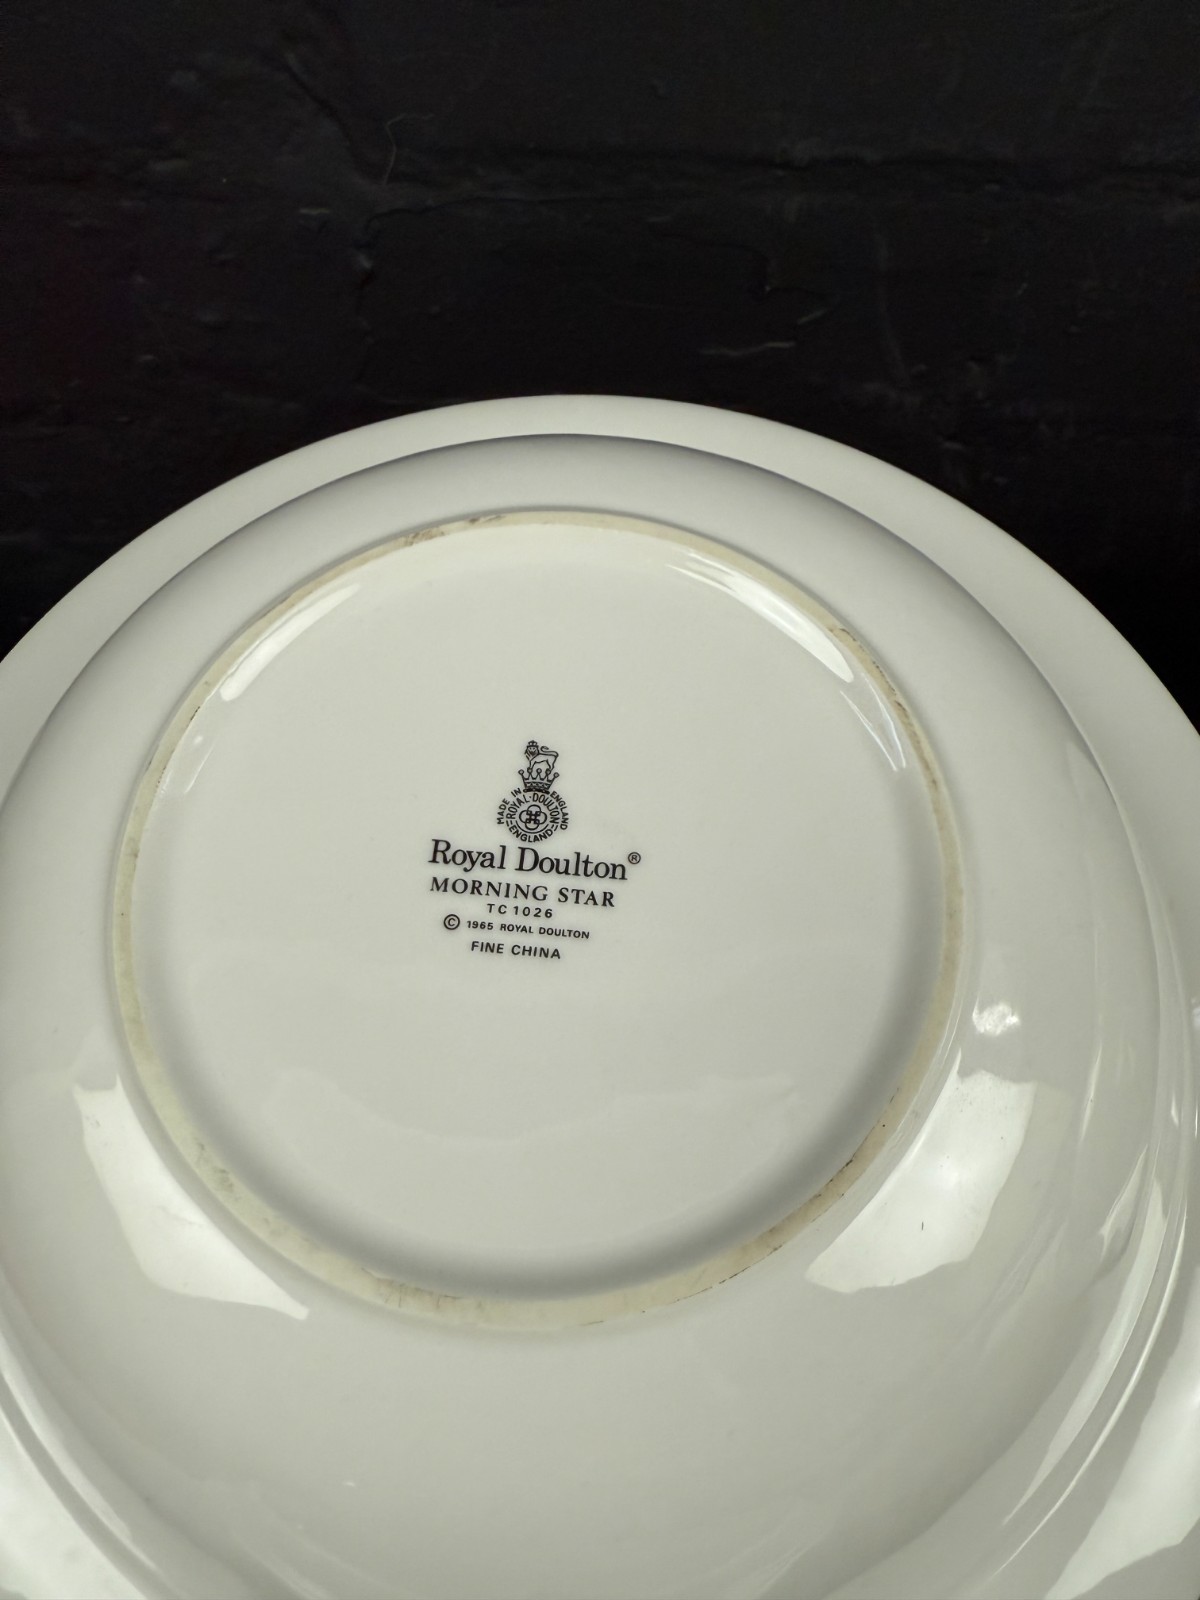 MADE IN ENGLAND
ROYAL·DOULTON
ENGLAND
Royal Doulton®
MORNING STAR
TC 1026
© 1965 ROYAL DOULTON
FINE CHINA